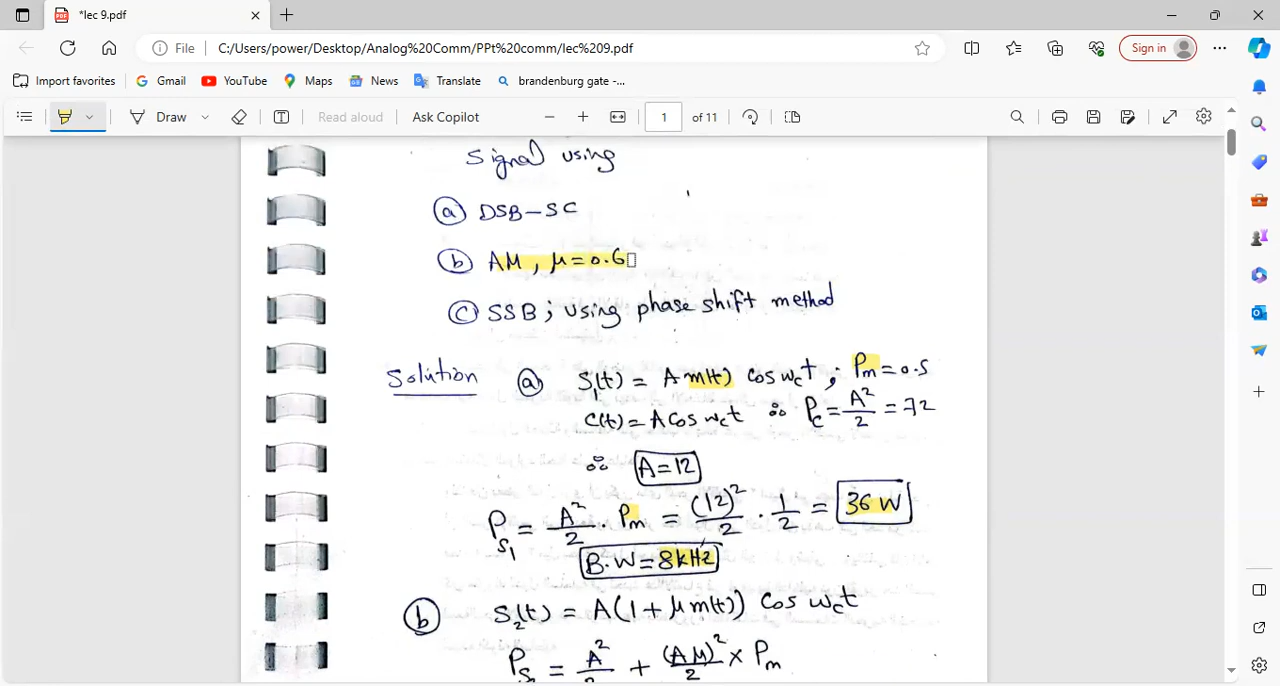 *lec 9.pdf
File C:/Users/power/Desktop/Analog%20Comm/PPt%20comm/lec%209.pdf
Sign in
Import favorites Gmail YouTube Maps News Translate brandenburg gate -...
Draw Read aloud Ask Copilot 1 of 11
Signal using
(a) DSB-SC
(b) AM, μ=0.6
(c) SSB; using phase shift method
Solution (a) S₁(t) = A m(t) cos ωct ; Pm = 0.5
C(t) = A cos ωct ∴ Pc = A²/2 = 72
∴ A = 12
Ps₁ = A²/2 · Pm = (12)²/2 · 1/2 = 36 W
B.W = 8kHz
(b) S₂(t) = A(1 + μ m(t)) cos ωct
Ps = A²/2 + (Aμ)²/2 × Pm